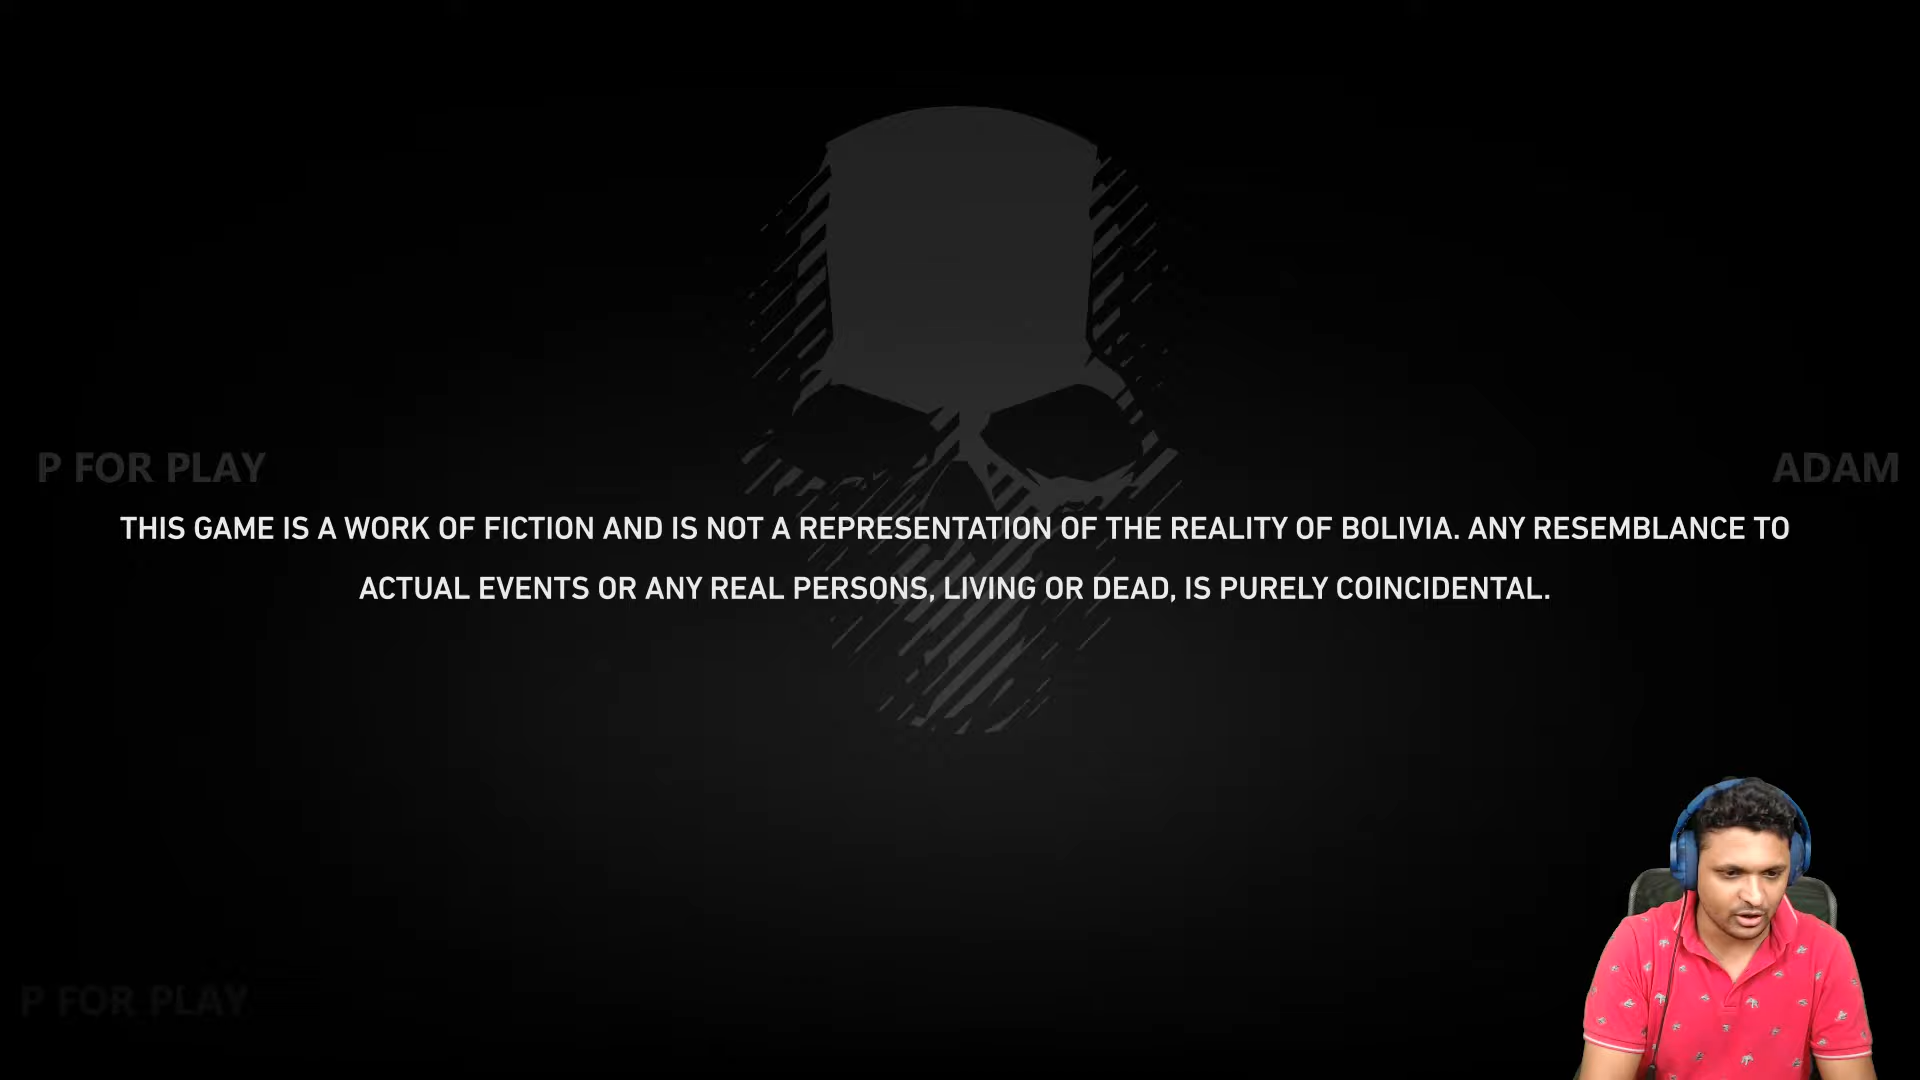 P FOR PLAY
ADAM
THIS GAME IS A WORK OF FICTION AND IS NOT A REPRESENTATION OF THE REALITY OF BOLIVIA. ANY RESEMBLANCE TO
ACTUAL EVENTS OR ANY REAL PERSONS, LIVING OR DEAD, IS PURELY COINCIDENTAL.
P FOR PLAY